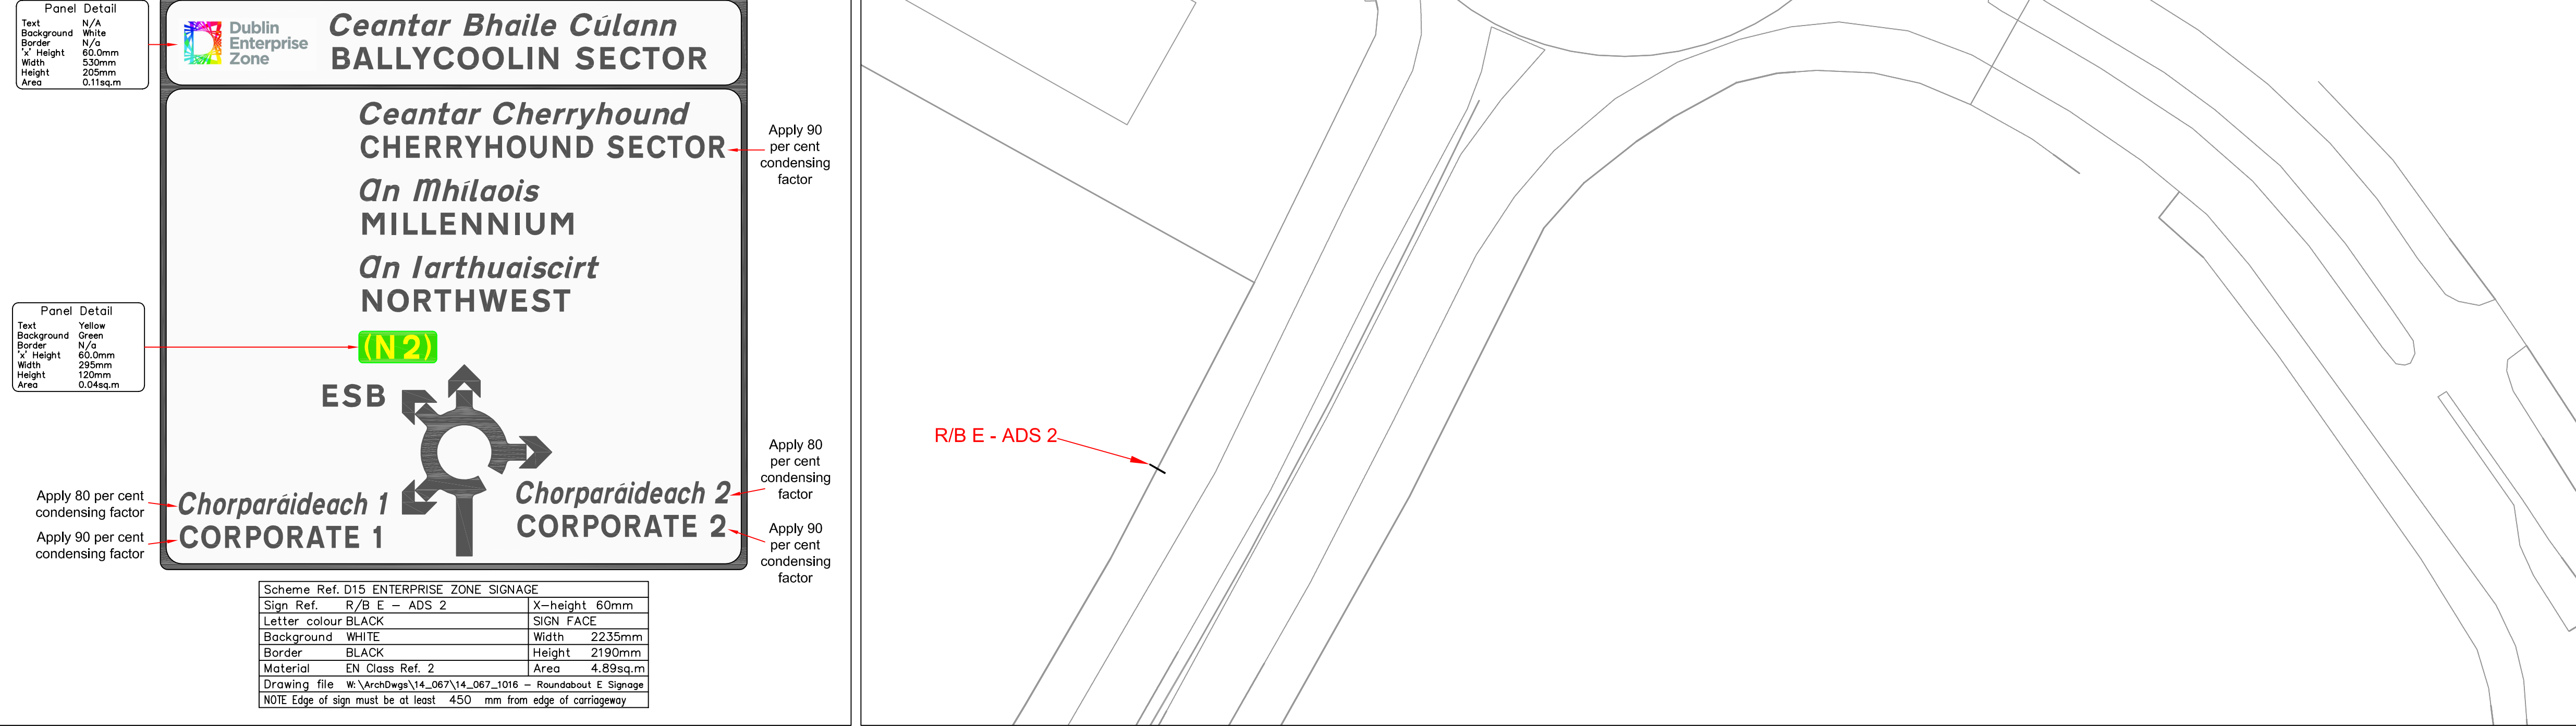 Panel Detail
Text N/A
Background White
Border N/a
'x' Height 60.0mm
Width 530mm
Height 205mm
Area 0.11sq.m
Dublin
Enterprise
Zone
Ceantar Bhaile Cúlann
BALLYCOOLIN SECTOR
Ceantar Cherryhound
CHERRYHOUND SECTOR
Apply 90
per cent
condensing
factor
An Mhílaois
MILLENNIUM
An Iarthuaiscirt
NORTHWEST
Panel Detail
Text Yellow
Background Green
Border N/a
'x' Height 60.0mm
Width 295mm
Height 120mm
Area 0.04sq.m
(N 2)
ESB
Apply 80 per cent
condensing factor
Apply 90 per cent
condensing factor
Chorparáideach 1
CORPORATE 1
Chorparáideach 2
CORPORATE 2
Apply 80
per cent
condensing
factor
Apply 90
per cent
condensing
factor
Scheme Ref. D15 ENTERPRISE ZONE SIGNAGE
Sign Ref. R/B E - ADS 2 X-height 60mm
Letter colour BLACK SIGN FACE
Background WHITE Width 2235mm
Border BLACK Height 2190mm
Material EN Class Ref. 2 Area 4.89sq.m
Drawing file W:\ArchDwgs\14_067\14_067_1016 - Roundabout E Signage
NOTE Edge of sign must be at least 450 mm from edge of carriageway
R/B E - ADS 2